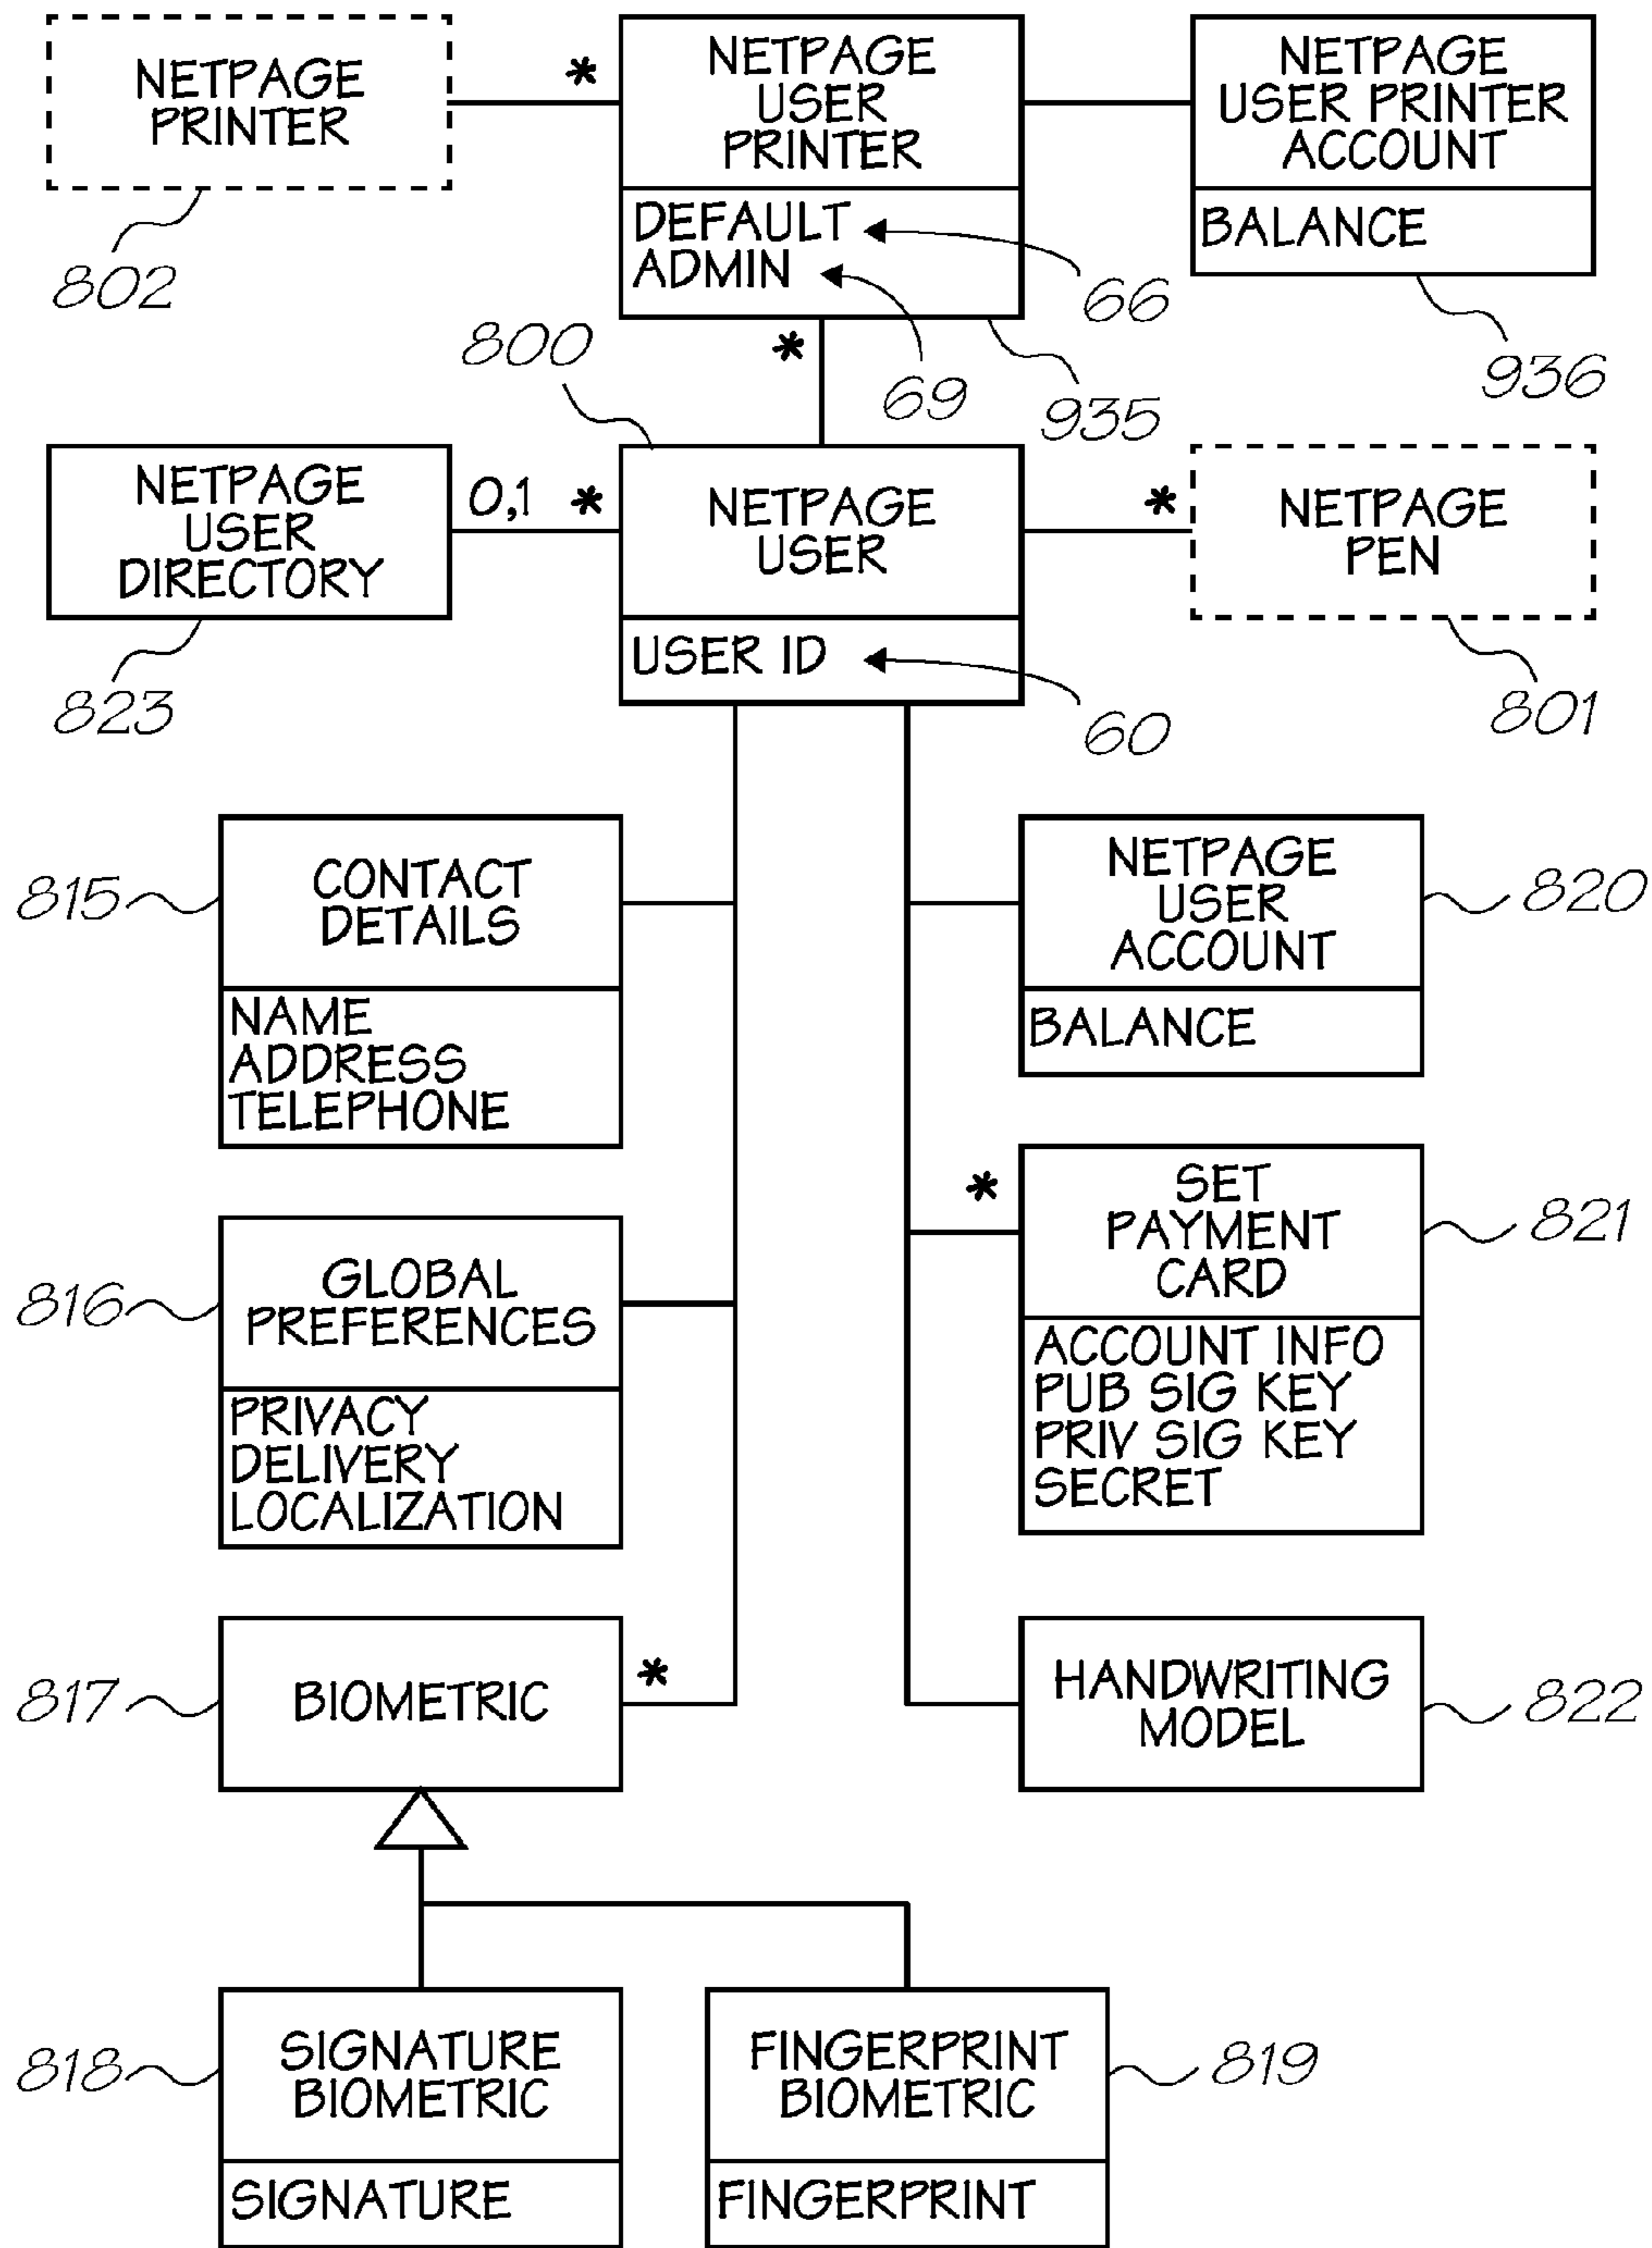 NETPAGE
PRINTER
802
*
NETPAGE
USER
PRINTER
DEFAULT
ADMIN
66
69
935
*
NETPAGE
USER PRINTER
ACCOUNT
BALANCE
936
800
NETPAGE
USER
DIRECTORY
823
0,1 *
NETPAGE
USER
USER ID
60
*
NETPAGE
PEN
801
815
CONTACT
DETAILS
NAME
ADDRESS
TELEPHONE
NETPAGE
USER
ACCOUNT
BALANCE
820
816
GLOBAL
PREFERENCES
PRIVACY
DELIVERY
LOCALIZATION
*
SET
PAYMENT
CARD
ACCOUNT INFO
PUB SIG KEY
PRIV SIG KEY
SECRET
821
817
BIOMETRIC
*
HANDWRITING
MODEL
822
818
SIGNATURE
BIOMETRIC
SIGNATURE
FINGERPRINT
BIOMETRIC
FINGERPRINT
819